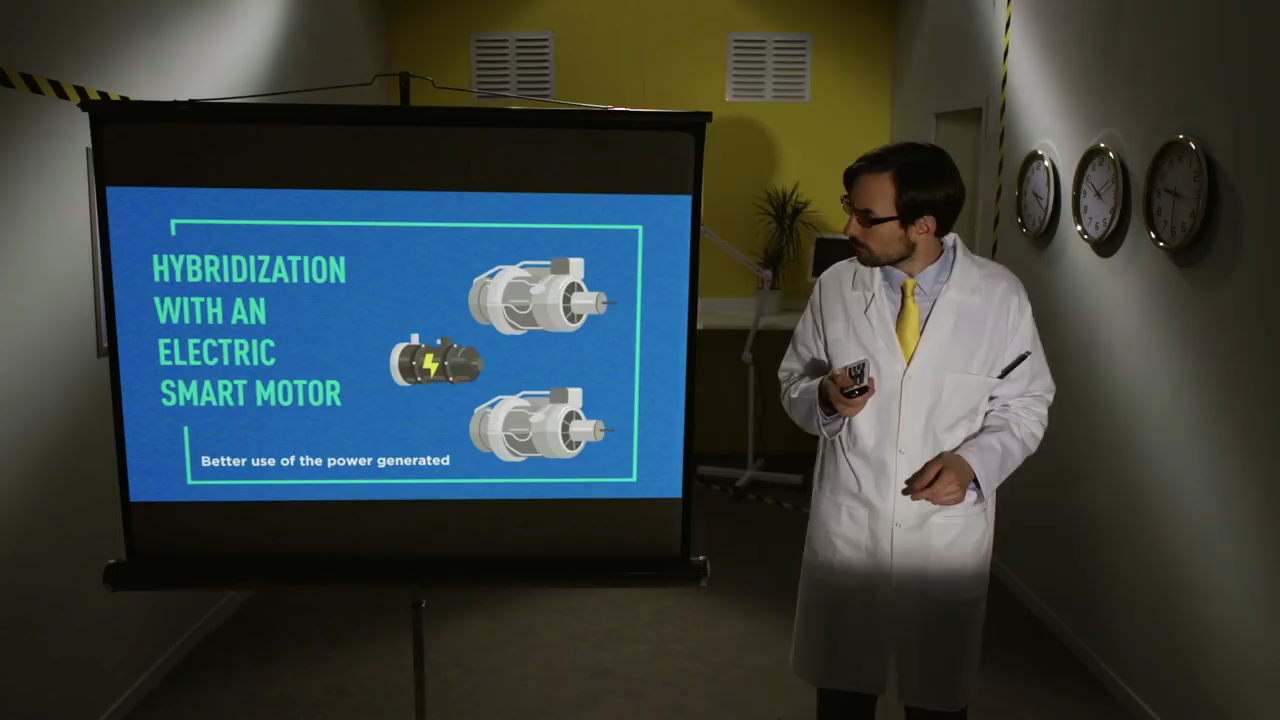 HYBRIDIZATION
WITH AN
ELECTRIC
SMART MOTOR
Better use of the power generated